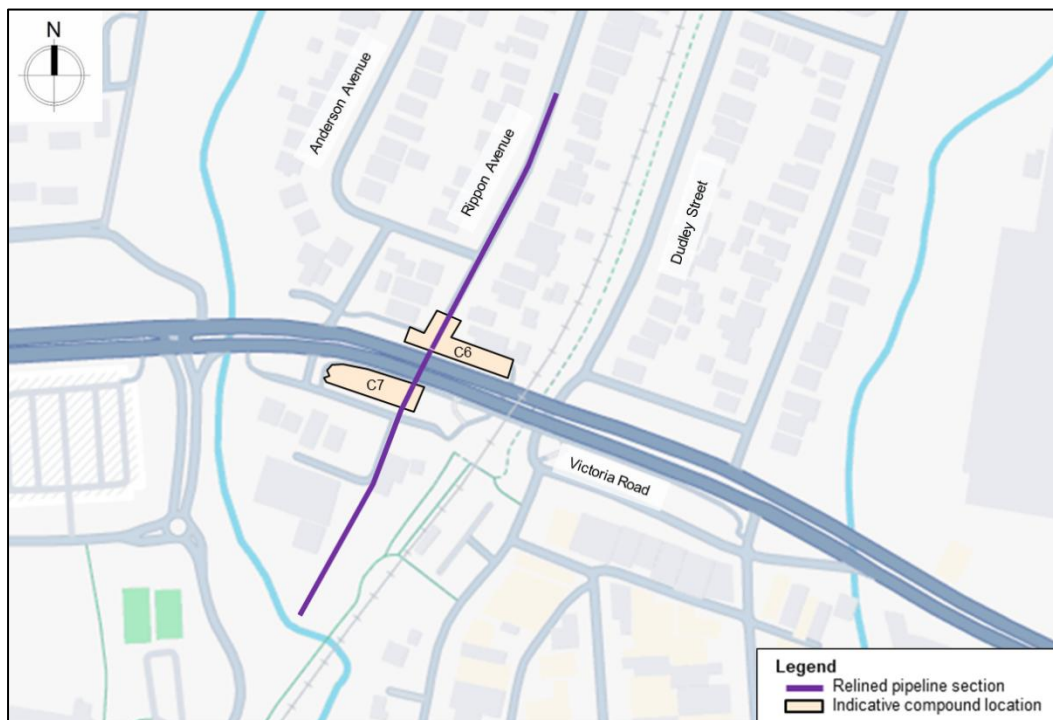 N
Anderson Avenue
Rippon Avenue
Dudley Street
C6
C7
Victoria Road
Legend
Relined pipeline section
Indicative compound location